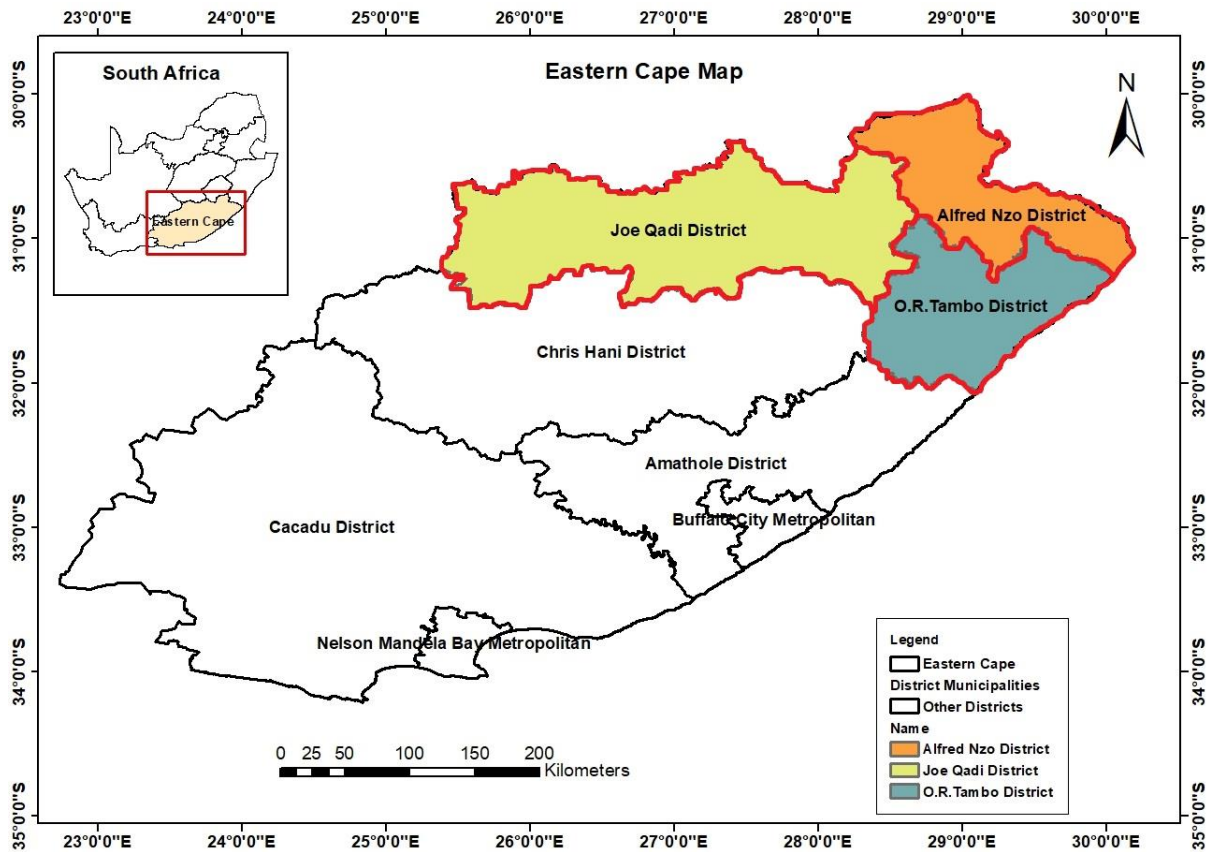 23°0'0"E 24°0'0"E 25°0'0"E 26°0'0"E 27°0'0"E 28°0'0"E 29°0'0"E 30°0'0"E
South Africa
Eastern Cape
Eastern Cape Map
N
30°0'0"S
31°0'0"S
32°0'0"S
33°0'0"S
34°0'0"S
35°0'0"S
30°0'0"S
31°0'0"S
32°0'0"S
33°0'0"S
34°0'0"S
35°0'0"S
Alfred Nzo District
Joe Qadi District
O.R.Tambo District
Chris Hani District
Amathole District
Buffalo City Metropolitan
Cacadu District
Nelson Mandela Bay Metropolitan
Legend
Eastern Cape
District Municipalities
Other Districts
Name
Alfred Nzo District
Joe Qadi District
O.R.Tambo District
0 25 50 100 150 200
Kilometers
23°0'0"E 24°0'0"E 25°0'0"E 26°0'0"E 27°0'0"E 28°0'0"E 29°0'0"E 30°0'0"E